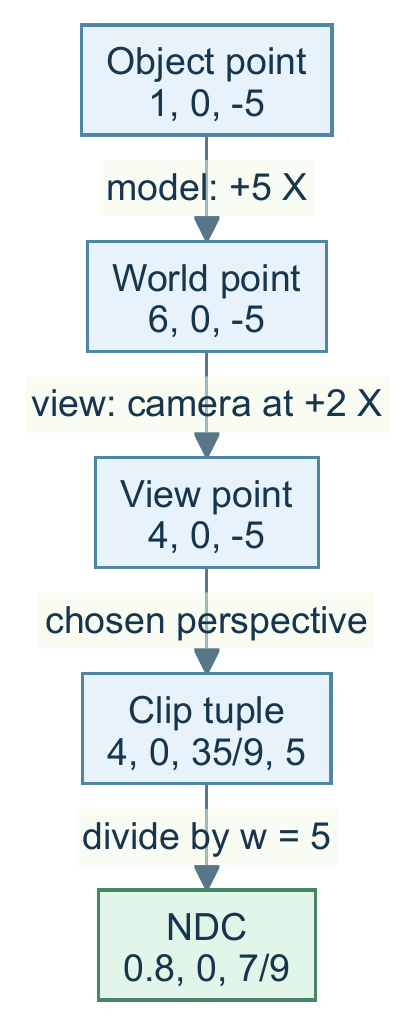 Object point
1, 0, -5
model: +5 X
World point
6, 0, -5
view: camera at +2 X
View point
4, 0, -5
chosen perspective
Clip tuple
4, 0, 35/9, 5
divide by w = 5
NDC
0.8, 0, 7/9